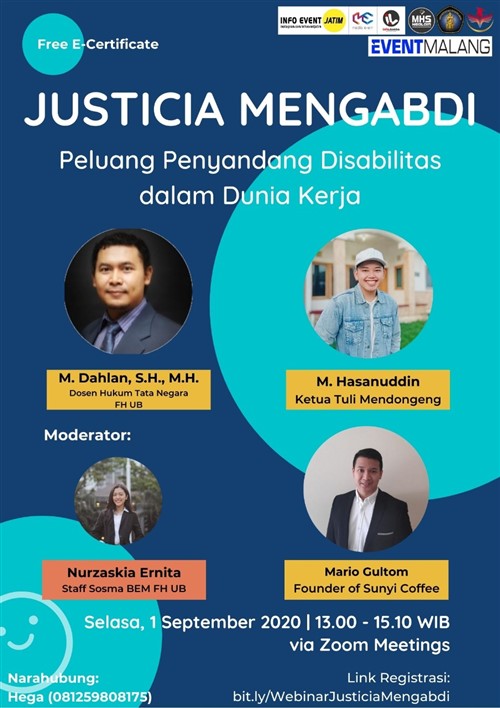 Free E-Certificate
INFO EVENT JATIM
MHS
EVENTMALANG
JUSTICIA MENGABDI
Peluang Penyandang Disabilitas
dalam Dunia Kerja
M. Dahlan, S.H., M.H.
Dosen Hukum Tata Negara
FH UB
M. Hasanuddin
Ketua Tuli Mendongeng
Moderator:
Nurzaskia Ernita
Staff Sosma BEM FH UB
Mario Gultom
Founder of Sunyi Coffee
Selasa, 1 September 2020 | 13.00 - 15.10 WIB
via Zoom Meetings
Narahubung:
Hega (081259808175)
Link Registrasi:
bit.ly/WebinarJusticiaMengabdi